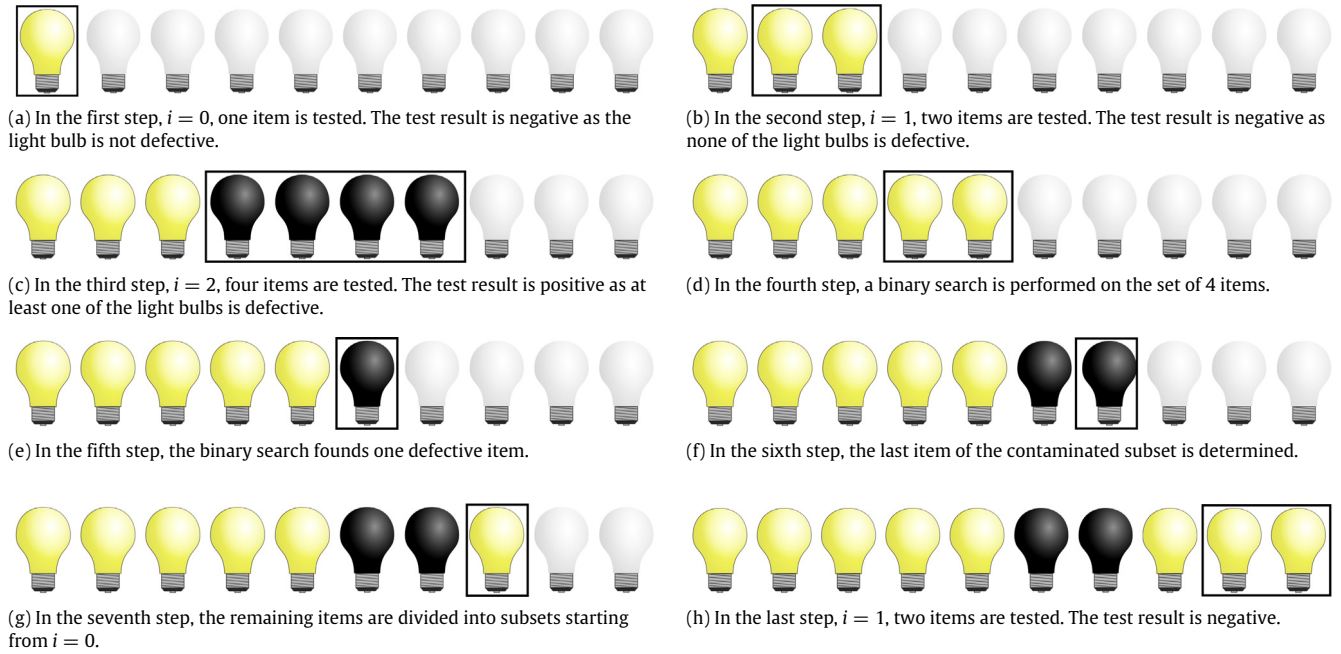 (a) In the first step, i = 0, one item is tested. The test result is negative as the
light bulb is not defective.
(b) In the second step, i = 1, two items are tested. The test result is negative as
none of the light bulbs is defective.
(c) In the third step, i = 2, four items are tested. The test result is positive as at
least one of the light bulbs is defective.
(d) In the fourth step, a binary search is performed on the set of 4 items.
(e) In the fifth step, the binary search founds one defective item.
(f) In the sixth step, the last item of the contaminated subset is determined.
(g) In the seventh step, the remaining items are divided into subsets starting
from i = 0.
(h) In the last step, i = 1, two items are tested. The test result is negative.